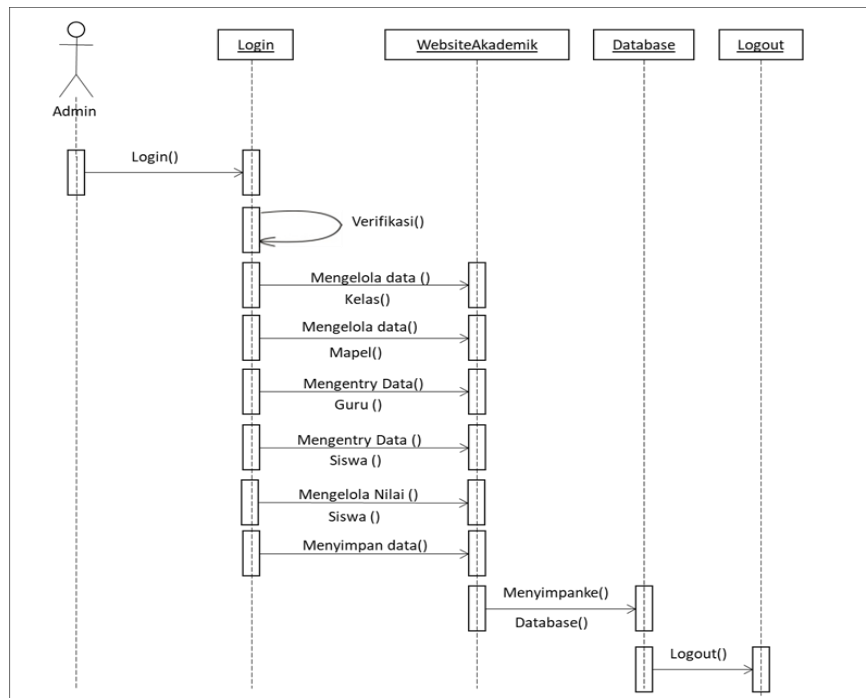 Login
WebsiteAkademik
Database
Logout
Admin
Login()
Verifikasi()
Mengelola data ()
Kelas()
Mengelola data()
Mapel()
Mengentry Data()
Guru ()
Mengentry Data ()
Siswa ()
Mengelola Nilai ()
Siswa ()
Menyimpan data()
Menyimpanke()
Database()
Logout()